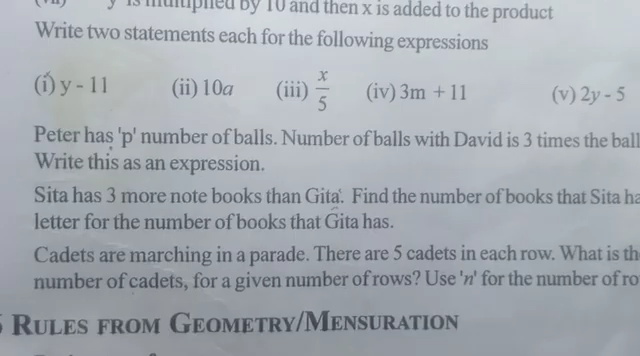 y is multiplied by 10 and then x is added to the product
Write two statements each for the following expressions
(i) y - 11 (ii) 10a (iii) x/5 (iv) 3m + 11 (v) 2y - 5
Peter has 'p' number of balls. Number of balls with David is 3 times the ball
Write this as an expression.
Sita has 3 more note books than Gita. Find the number of books that Sita ha
letter for the number of books that Gita has.
Cadets are marching in a parade. There are 5 cadets in each row. What is th
number of cadets, for a given number of rows? Use 'n' for the number of ro
RULES FROM GEOMETRY/MENSURATION